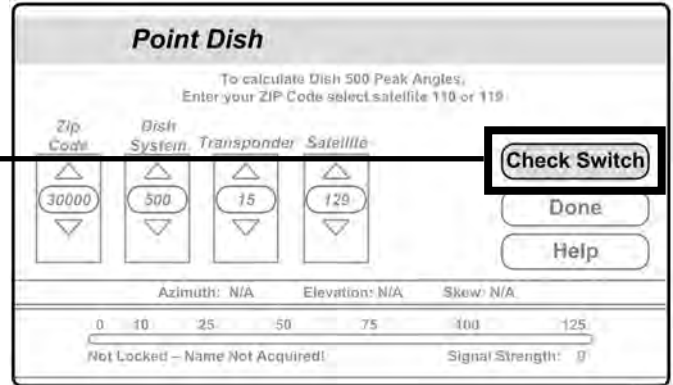 Point Dish
To calculate Dish 500 Peak Angles,
Enter your ZIP Code select satellite 110 or 119
Zip Code
Dish System
Transponder
Satellite
30000
500
15
129
Check Switch
Done
Help
Azimuth: N/A Elevation: N/A Skew: N/A
0 10 25 50 75 100 125
Not Locked – Name Not Acquired! Signal Strength: 0